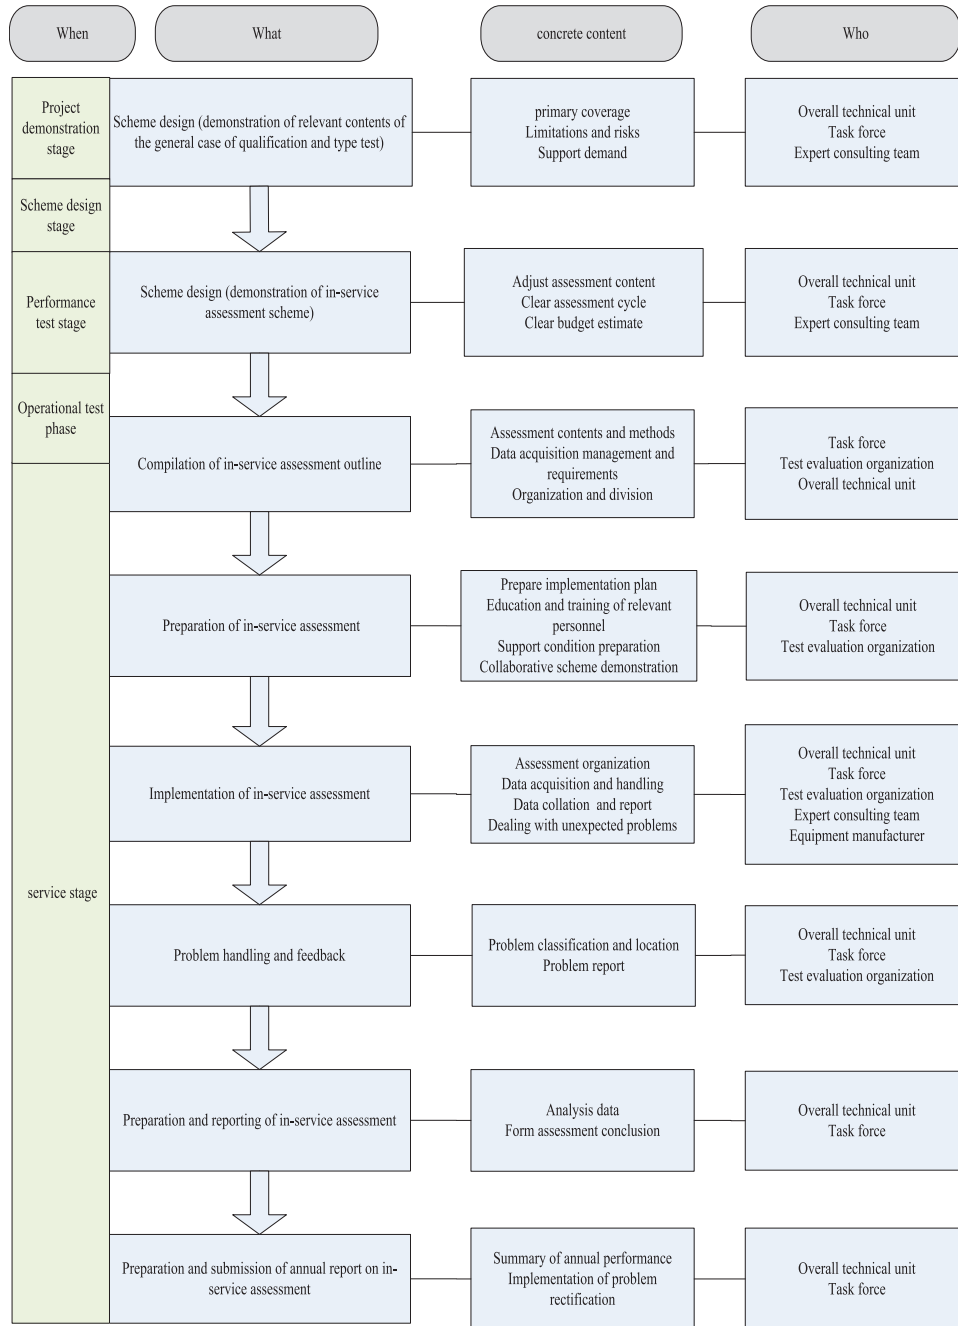 When
What
concrete content
Who
Project
demonstration
stage
Scheme design (demonstration of relevant contents of
the general case of qualification and type test)
primary coverage
Limitations and risks
Support demand
Overall technical unit
Task force
Expert consulting team
Scheme design
stage
Performance
test stage
Scheme design (demonstration of in-service
assessment scheme)
Adjust assessment content
Clear assessment cycle
Clear budget estimate
Overall technical unit
Task force
Expert consulting team
Operational test
phase
Compilation of in-service assessment outline
Assessment contents and methods
Data acquisition management and
requirements
Organization and division
Task force
Test evaluation organization
Overall technical unit
service stage
Preparation of in-service assessment
Prepare implementation plan
Education and training of relevant
personnel
Support condition preparation
Collaborative scheme demonstration
Overall technical unit
Task force
Test evaluation organization
Implementation of in-service assessment
Assessment organization
Data acquisition and handling
Data collation and report
Dealing with unexpected problems
Overall technical unit
Task force
Test evaluation organization
Expert consulting team
Equipment manufacturer
Problem handling and feedback
Problem classification and location
Problem report
Overall technical unit
Task force
Test evaluation organization
Preparation and reporting of in-service assessment
Analysis data
Form assessment conclusion
Overall technical unit
Task force
Preparation and submission of annual report on in-
service assessment
Summary of annual performance
Implementation of problem
rectification
Overall technical unit
Task force